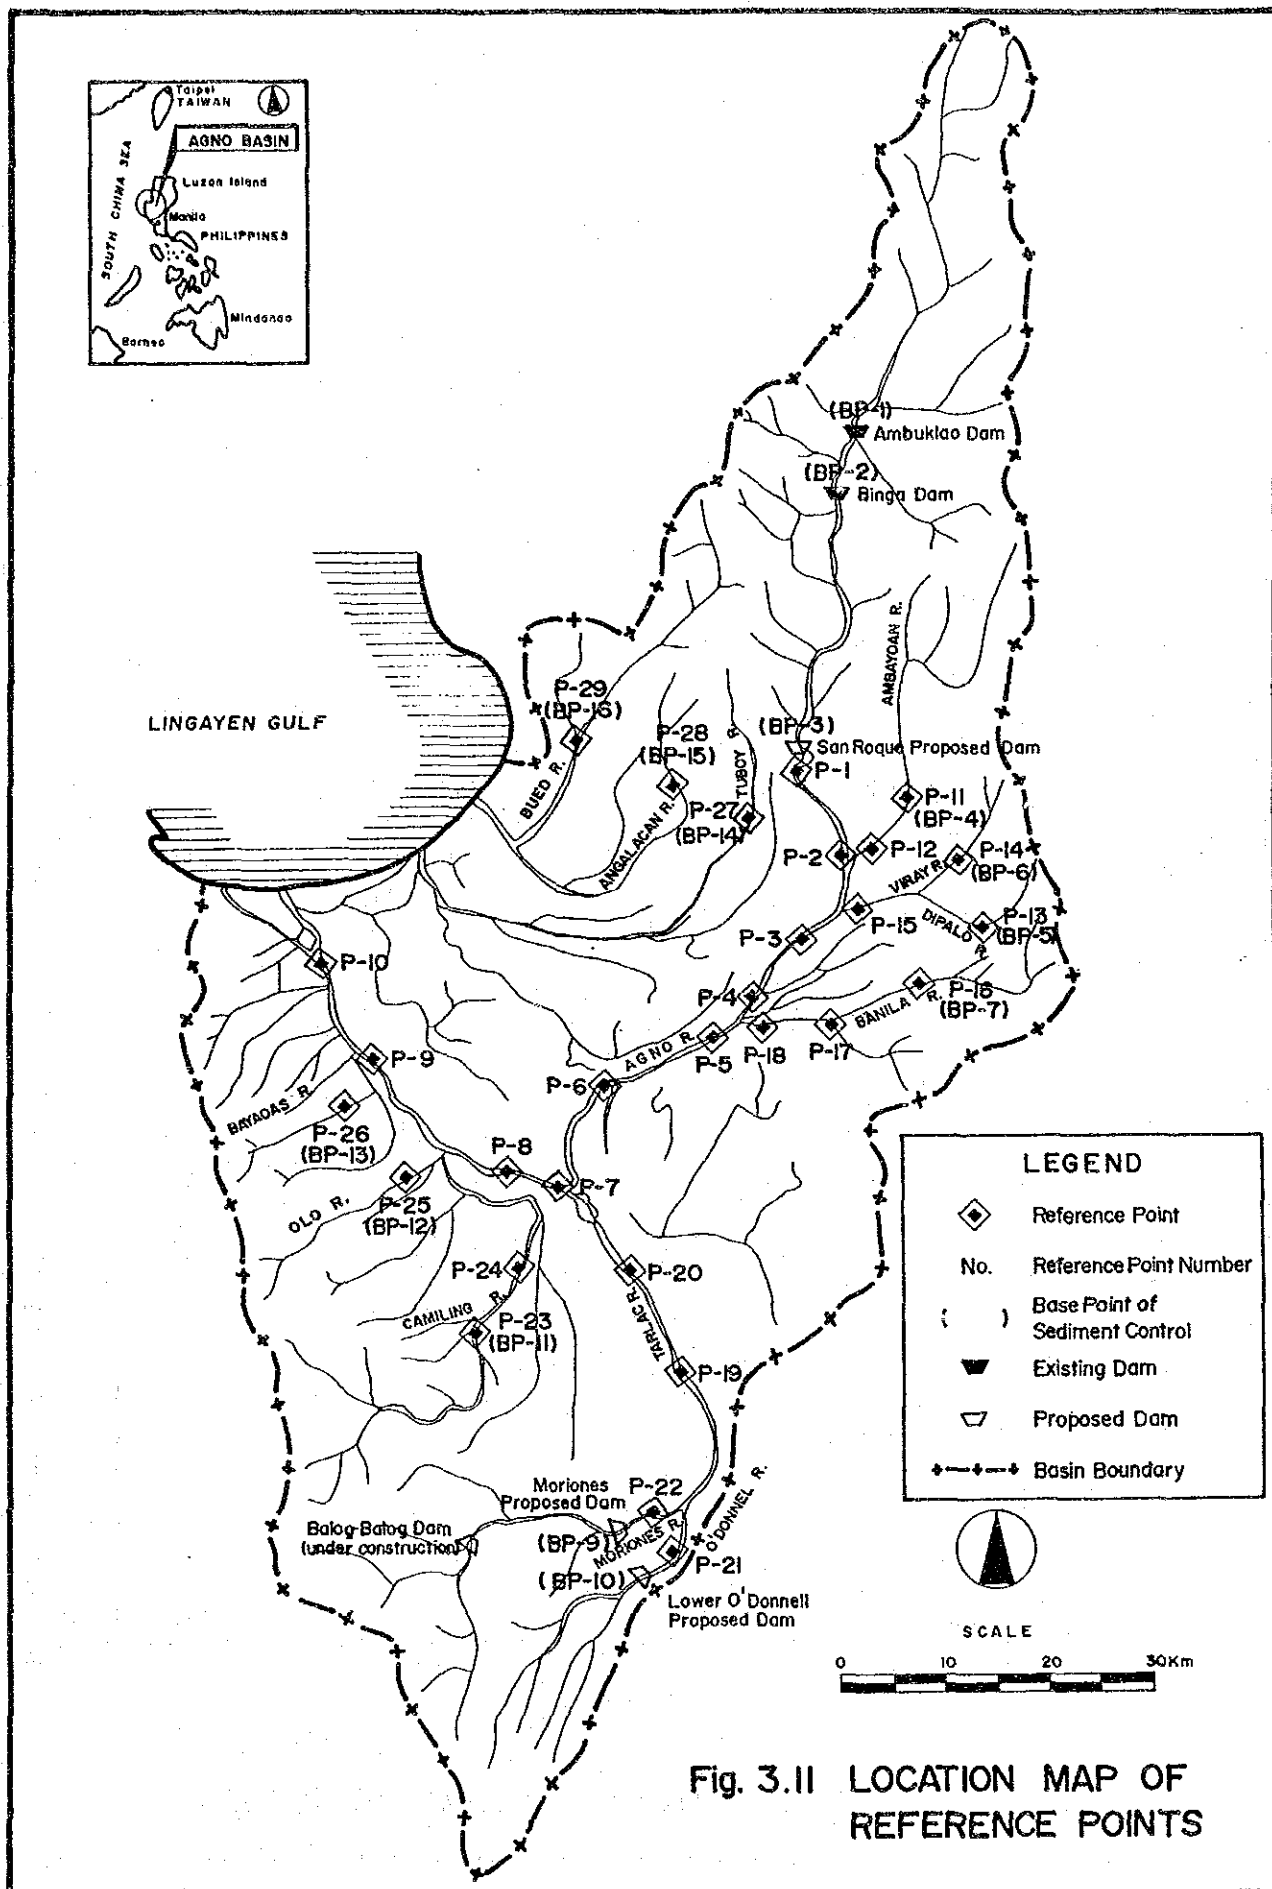 Taipei
TAIWAN
AGNO BASIN
SOUTH CHINA SEA
Luzon Island
Manila
PHILIPPINES
Mindanao
Borneo
(BP-1)
Ambuklao Dam
(BP-2)
Binga Dam
AMBAYOAN R.
LINGAYEN GULF
P-29
(BP-16)
BUED R.
P-28
(BP-15)
ANGALACAN R.
TUBOY R.
P-27
(BP-14)
(BP-3)
San Roque Proposed Dam
P-1
P-11
(BP-4)
P-2
P-12
P-14
(BP-6)
VIRAY R.
P-15
DIPALO R.
P-13
(BP-5)
P-3
P-10
P-4
P-16
(BP-7)
BANILA R.
P-17
P-18
P-5
AGNO R.
P-6
P-9
BAYAOAS R.
P-26
(BP-13)
P-8
P-7
P-25
(BP-12)
OLO R.
P-24
P-20
CAMILING R.
P-23
(BP-11)
TARLAC R.
P-19
Moriones
Proposed Dam
P-22
Balog-Balog Dam
(under construction)
(BP-9)
MORIONES R.
O'DONNEL R.
P-21
(BP-10)
Lower O'Donnell
Proposed Dam
LEGEND
Reference Point
No. Reference Point Number
( ) Base Point of
Sediment Control
Existing Dam
Proposed Dam
Basin Boundary
SCALE
0 10 20 30Km
Fig. 3.11 LOCATION MAP OF
REFERENCE POINTS